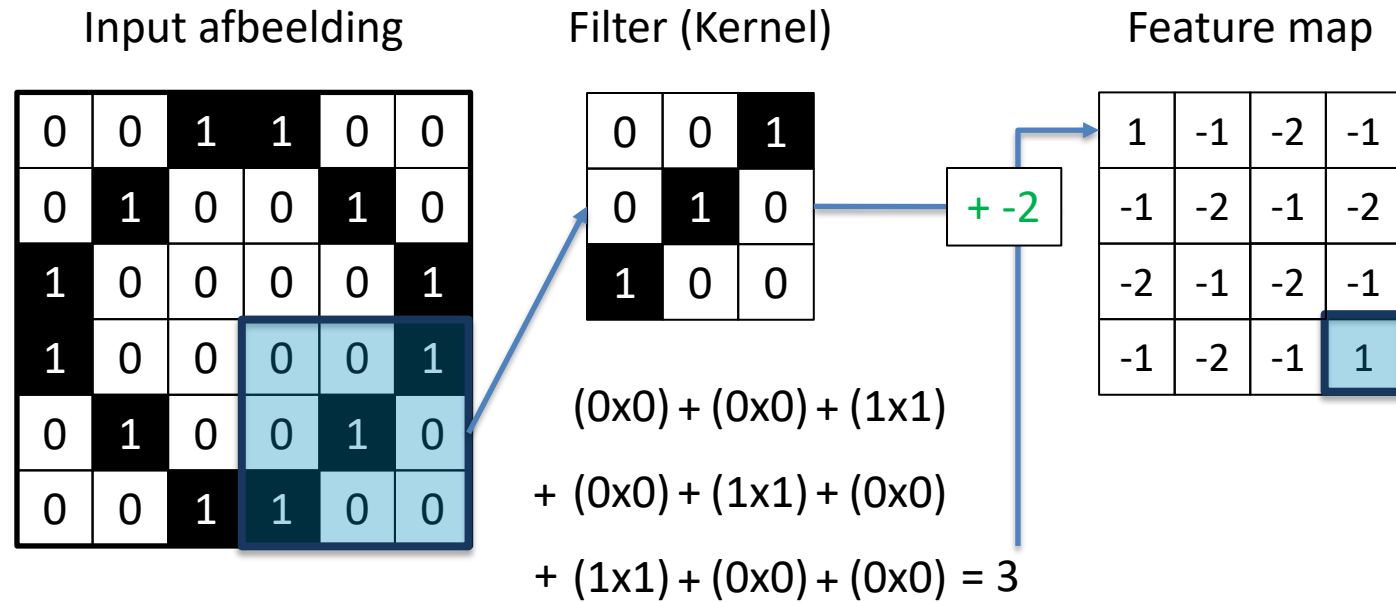 Input afbeelding
0 0 1 1 0 0
0 1 0 0 1 0
1 0 0 0 0 1
1 0 0 0 0 1
0 1 0 0 1 0
0 0 1 1 0 0
Filter (Kernel)
0 0 1
0 1 0
1 0 0
(0x0) + (0x0) + (1x1)
+ (0x0) + (1x1) + (0x0)
+ (1x1) + (0x0) + (0x0) = 3
+ -2
Feature map
1 -1 -2 -1
-1 -2 -1 -2
-2 -1 -2 -1
-1 -2 -1 1